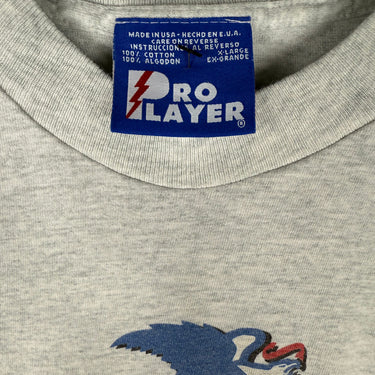 MADE IN USA - HECHO EN E.U.A.
CARE ON REVERSE
INSTRUCCIONES AL REVERSO
100% COTTON X-LARGE
100% ALGODON EX-GRANDE
PRO
PLAYER
®